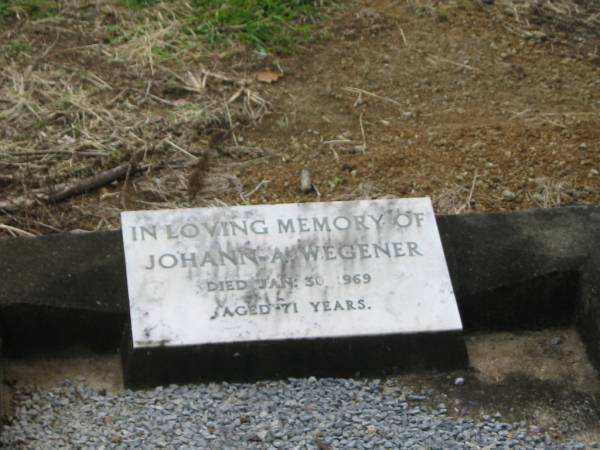 IN LOVING MEMORY OF
JOHANN A. WEGENER
DIED JAN. 30, 1969
AGED 71 YEARS.